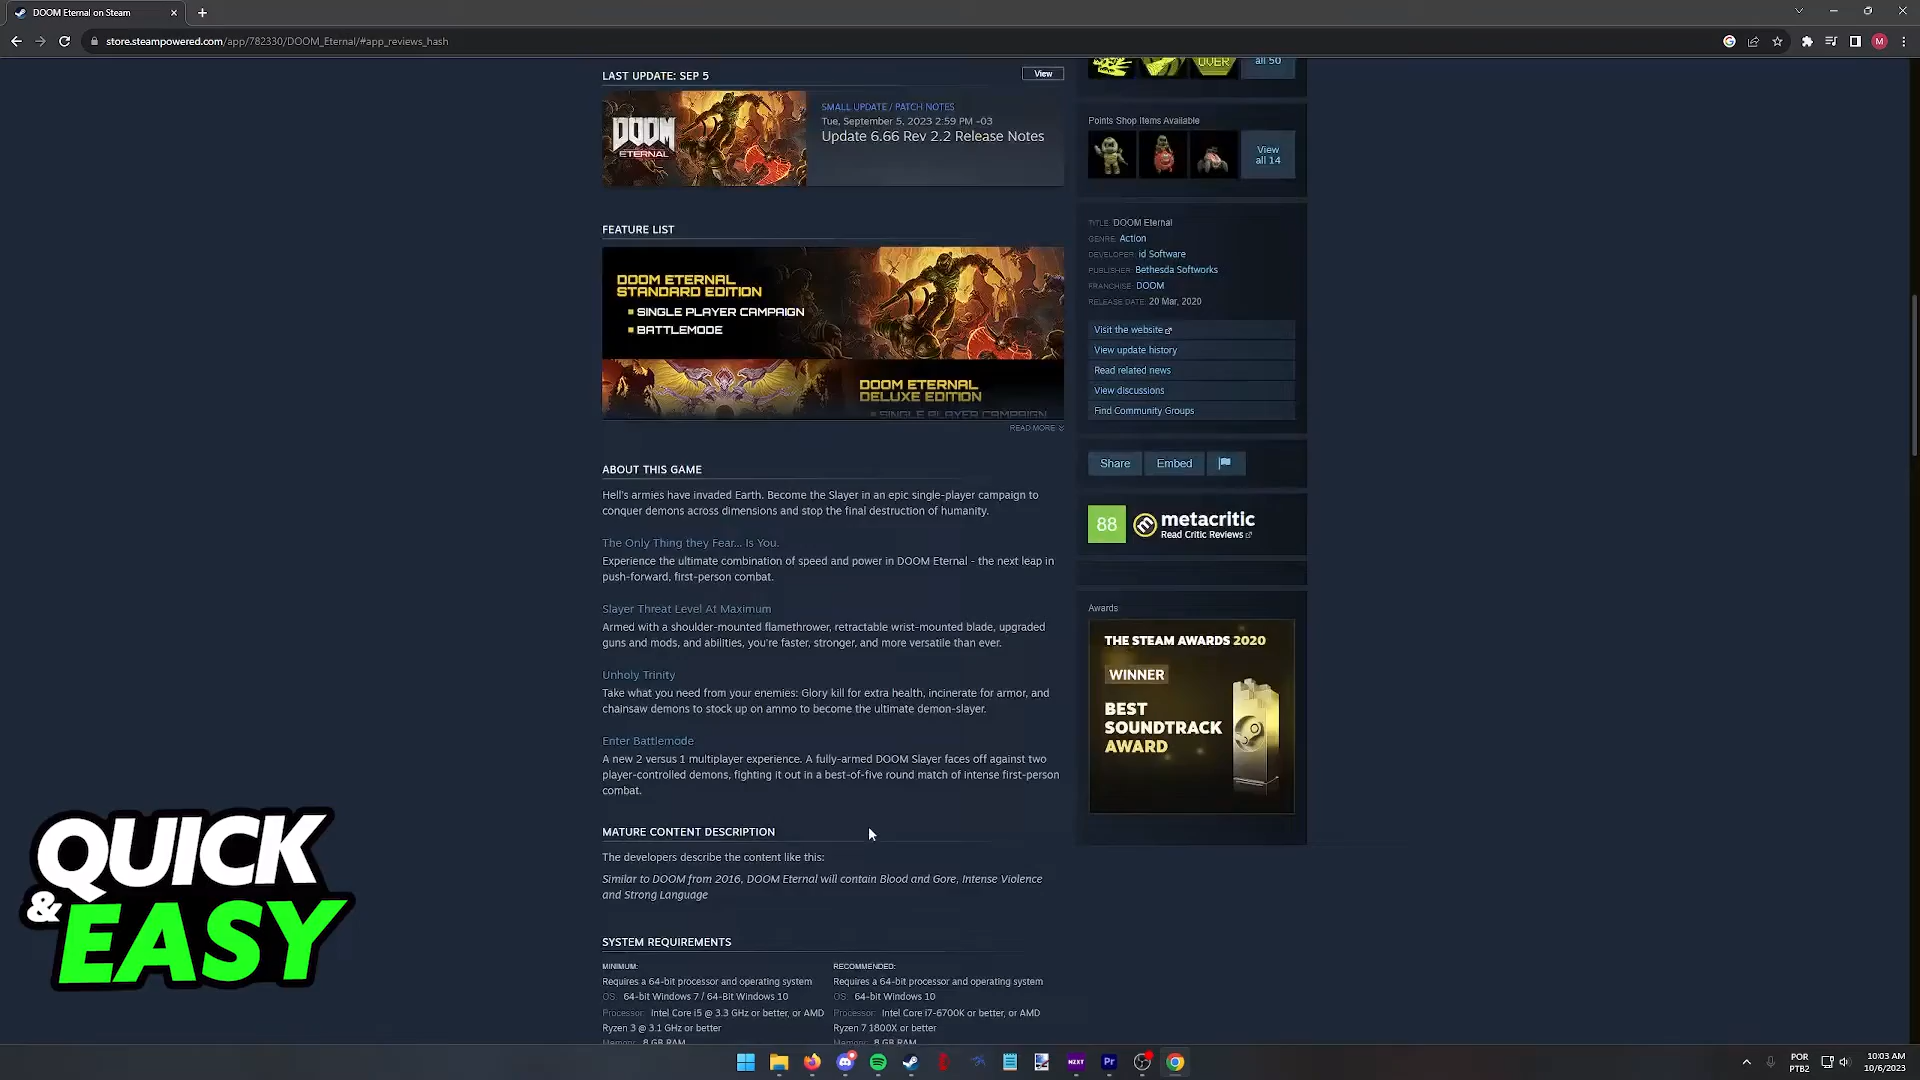 DOOM Eternal on Steam
store.steampowered.com/app/782330/DOOM_Eternal/#app_reviews_hash
M
LAST UPDATE: SEP 5
View
DOOM
ETERNAL
SMALL UPDATE / PATCH NOTES
Tue, September 5, 2023 2:59 PM -03
Update 6.66 Rev 2.2 Release Notes
FEATURE LIST
DOOM ETERNAL
STANDARD EDITION
SINGLE PLAYER CAMPAIGN
BATTLEMODE
DOOM ETERNAL
DELUXE EDITION
SINGLE PLAYER CAMPAIGN
READ MORE
ABOUT THIS GAME
Hell's armies have invaded Earth. Become the Slayer in an epic single-player campaign to
conquer demons across dimensions and stop the final destruction of humanity.
The Only Thing they Fear... Is You.
Experience the ultimate combination of speed and power in DOOM Eternal - the next leap in
push-forward, first-person combat.
Slayer Threat Level At Maximum
Armed with a shoulder-mounted flamethrower, retractable wrist-mounted blade, upgraded
guns and mods, and abilities, you're faster, stronger, and more versatile than ever.
Unholy Trinity
Take what you need from your enemies: Glory kill for extra health, incinerate for armor, and
chainsaw demons to stock up on ammo to become the ultimate demon-slayer.
Enter Battlemode
A new 2 versus 1 multiplayer experience. A fully-armed DOOM Slayer faces off against two
player-controlled demons, fighting it out in a best-of-five round match of intense first-person
combat.
MATURE CONTENT DESCRIPTION
The developers describe the content like this:
Similar to DOOM from 2016, DOOM Eternal will contain Blood and Gore, Intense Violence
and Strong Language
SYSTEM REQUIREMENTS
MINIMUM:
Requires a 64-bit processor and operating system
OS: 64-bit Windows 7 / 64-Bit Windows 10
Processor: Intel Core i5 @ 3.3 GHz or better, or AMD
Ryzen 3 @ 3.1 GHz or better
Memory: 8 GB RAM
RECOMMENDED:
Requires a 64-bit processor and operating system
OS: 64-bit Windows 10
Processor: Intel Core i7-6700K or better, or AMD
Ryzen 7 1800X or better
Memory: 8 GB RAM
OVER
all 50
Points Shop Items Available
View
all 14
TITLE: DOOM Eternal
GENRE: Action
DEVELOPER: id Software
PUBLISHER: Bethesda Softworks
FRANCHISE: DOOM
RELEASE DATE: 20 Mar, 2020
Visit the website
View update history
Read related news
View discussions
Find Community Groups
Share
Embed
88
metacritic
Read Critic Reviews
Awards
THE STEAM AWARDS 2020
WINNER
BEST
SOUNDTRACK
AWARD
QUICK
&
EASY
NZXT
Pr
POR
PTB2
10:03 AM
10/6/2023